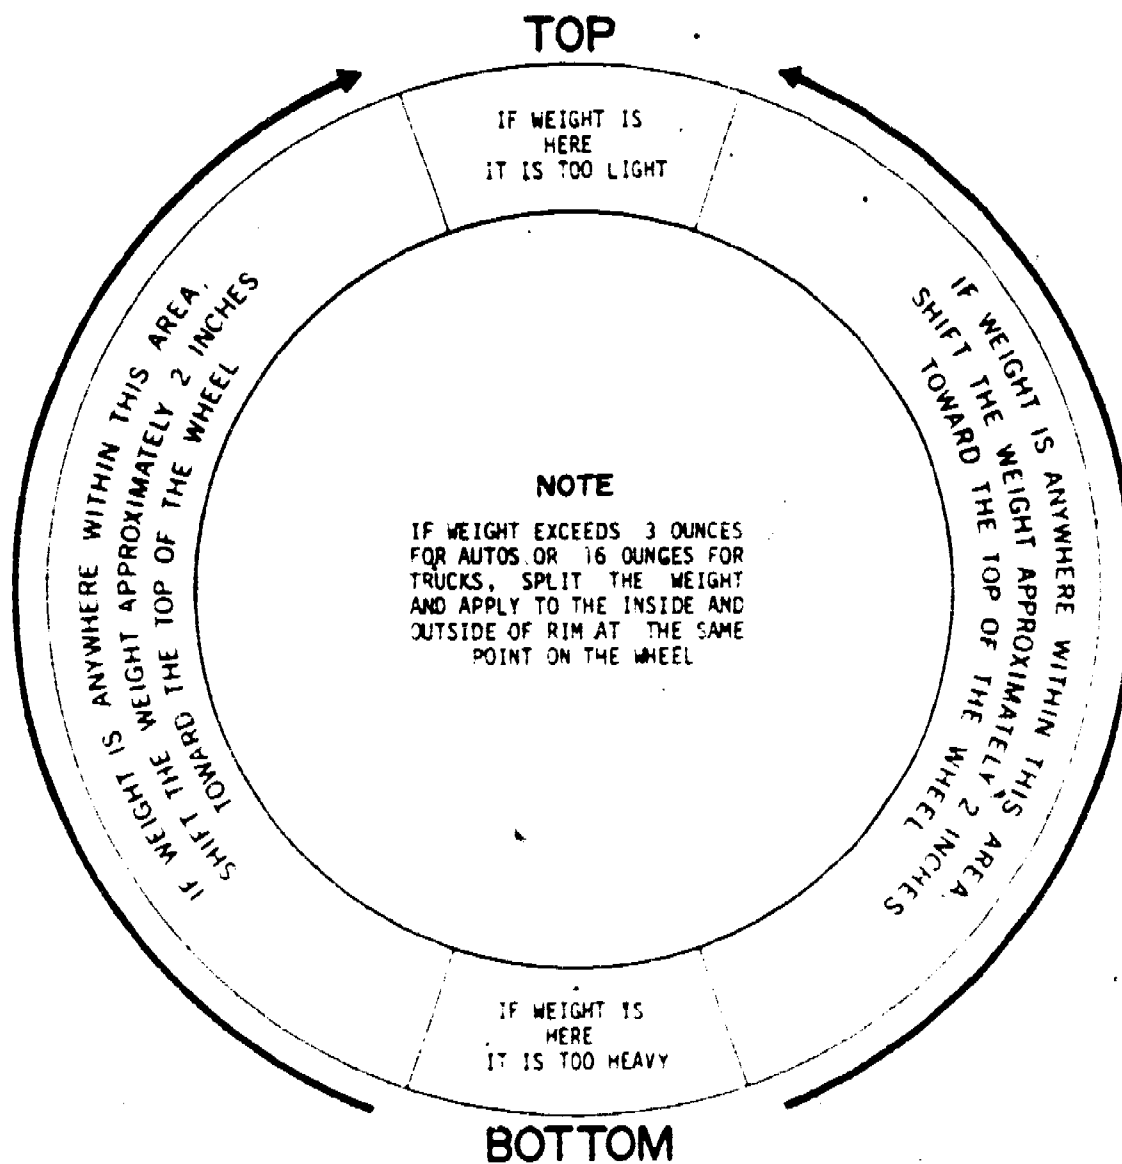 TOP
IF WEIGHT IS
HERE
IT IS TOO LIGHT
IF WEIGHT IS ANYWHERE WITHIN THIS AREA,
SHIFT THE WEIGHT APPROXIMATELY 2 INCHES
TOWARD THE TOP OF THE WHEEL
IF WEIGHT IS ANYWHERE WITHIN THIS AREA,
SHIFT THE WEIGHT APPROXIMATELY 2 INCHES
TOWARD THE TOP OF THE WHEEL
NOTE
IF WEIGHT EXCEEDS 3 OUNCES
FOR AUTOS OR 16 OUNCES FOR
TRUCKS, SPLIT THE WEIGHT
AND APPLY TO THE INSIDE AND
OUTSIDE OF RIM AT THE SAME
POINT ON THE WHEEL
IF WEIGHT IS
HERE
IT IS TOO HEAVY
BOTTOM